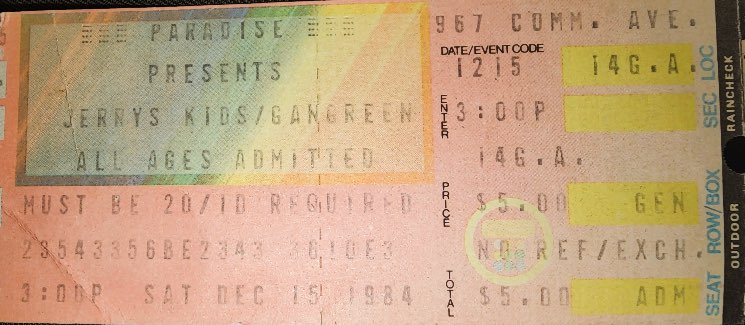 PARADISE
PRESENTS
JERRYS KIDS/GANGREEN
ALL AGES ADMITTED
MUST BE 20/ID REQUIRED
23543356BE2343 610E3
3:00P SAT DEC 15 1984
967 COMM. AVE.
DATE/EVENT CODE
1215 14G.A.
ENTER
3:00P
14G.A.
PRICE
$5.00 GEN
NO REF/EXCH.
TOTAL
$5.00 ADM
SEC LOC
ROW/BOX
SEAT
RAINCHECK
OUTDOOR